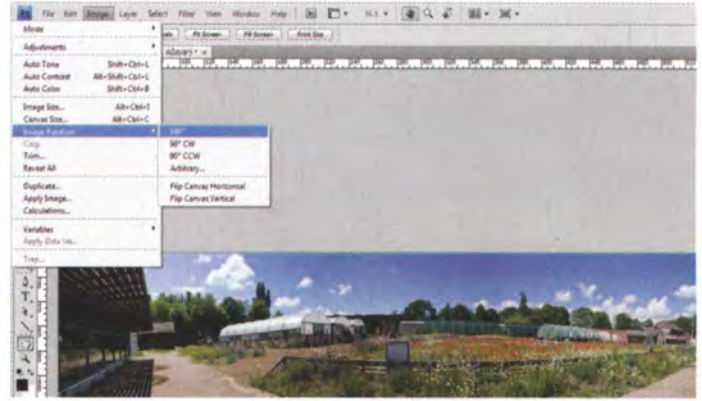 Ps File Edit Image Layer Select Filter View Window Help
Fit Screen Fill Screen Print Size
Mode
Adjustments
Auto Tone Shift+Ctrl+L
Auto Contrast Alt+Shift+Ctrl+L
Auto Color Shift+Ctrl+B
Image Size... Alt+Ctrl+I
Canvas Size... Alt+Ctrl+C
Image Rotation
Crop
Trim...
Reveal All
Duplicate...
Apply Image...
Calculations...
Variables
Apply Data Set...
Trap...
180°
90° CW
90° CCW
Arbitrary...
Flip Canvas Horizontal
Flip Canvas Vertical